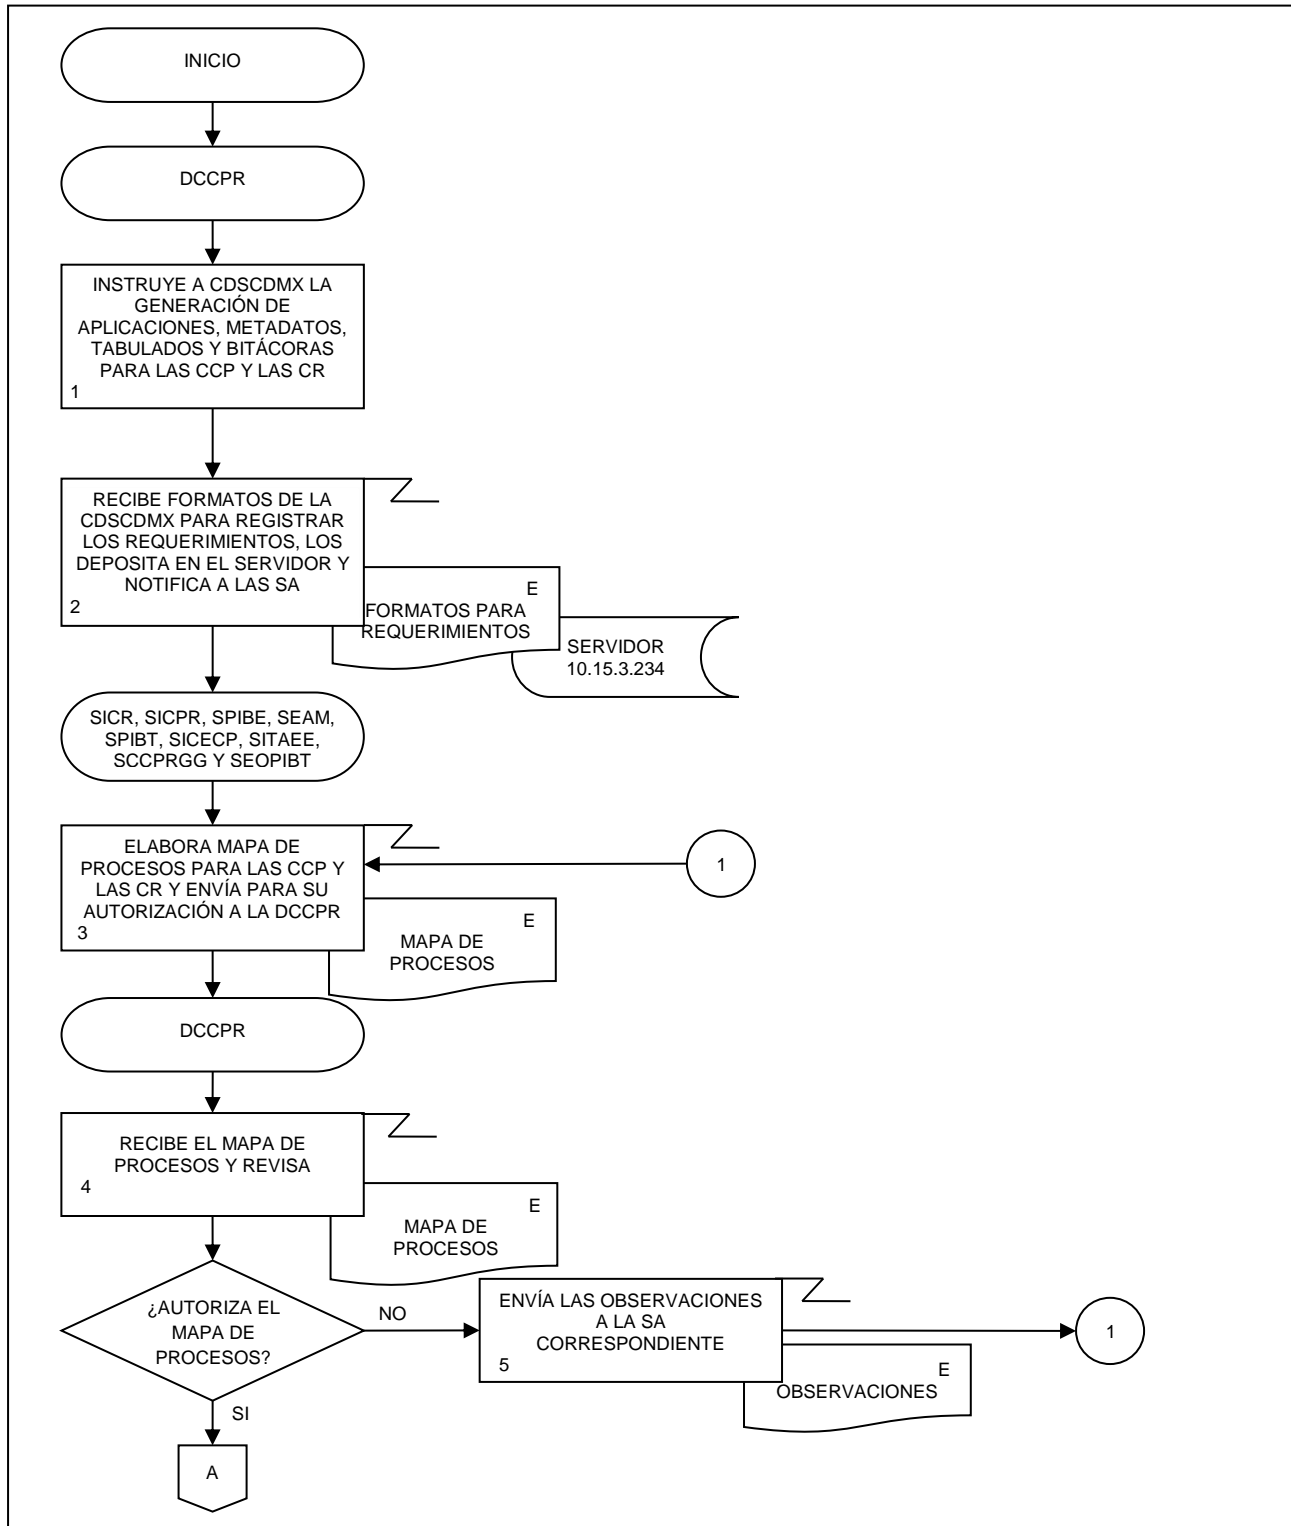 INICIO
DCCPR
INSTRUYE A CDSCDMX LA
GENERACIÓN DE
APLICACIONES, METADATOS,
TABULADOS Y BITÁCORAS
PARA LAS CCP Y LAS CR
1
RECIBE FORMATOS DE LA
CDSCDMX PARA REGISTRAR
LOS REQUERIMIENTOS, LOS
DEPOSITA EN EL SERVIDOR Y
NOTIFICA A LAS SA
2
E
FORMATOS PARA
REQUERIMIENTOS
SERVIDOR
10.15.3.234
SICR, SICPR, SPIBE, SEAM,
SPIBT, SICECP, SITAEE,
SCCPRGG Y SEOPIBT
ELABORA MAPA DE
PROCESOS PARA LAS CCP Y
LAS CR Y ENVÍA PARA SU
AUTORIZACIÓN A LA DCCPR
3
1
E
MAPA DE
PROCESOS
DCCPR
RECIBE EL MAPA DE
PROCESOS Y REVISA
4
E
MAPA DE
PROCESOS
¿AUTORIZA EL
MAPA DE
PROCESOS?
NO
ENVÍA LAS OBSERVACIONES
A LA SA
CORRESPONDIENTE
5
1
E
OBSERVACIONES
SI
A